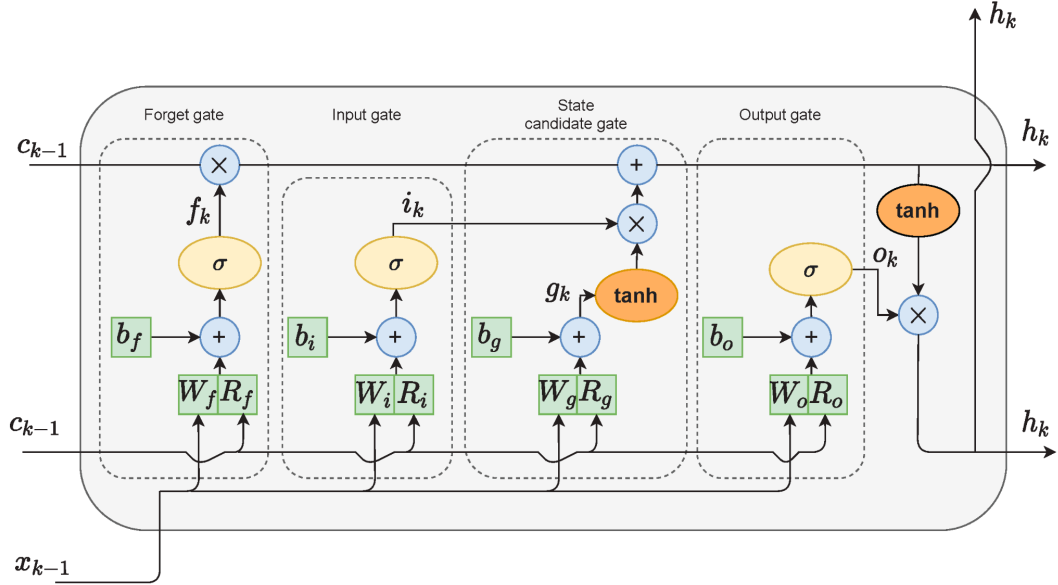 h_k
Forget gate
Input gate
State
candidate gate
Output gate
c_{k-1}
×
+
h_k
f_k
i_k
×
tanh
σ
σ
g_k
tanh
σ
o_k
×
b_f
+
b_i
+
b_g
+
b_o
+
W_f R_f
W_i R_i
W_g R_g
W_o R_o
c_{k-1}
h_k
x_{k-1}